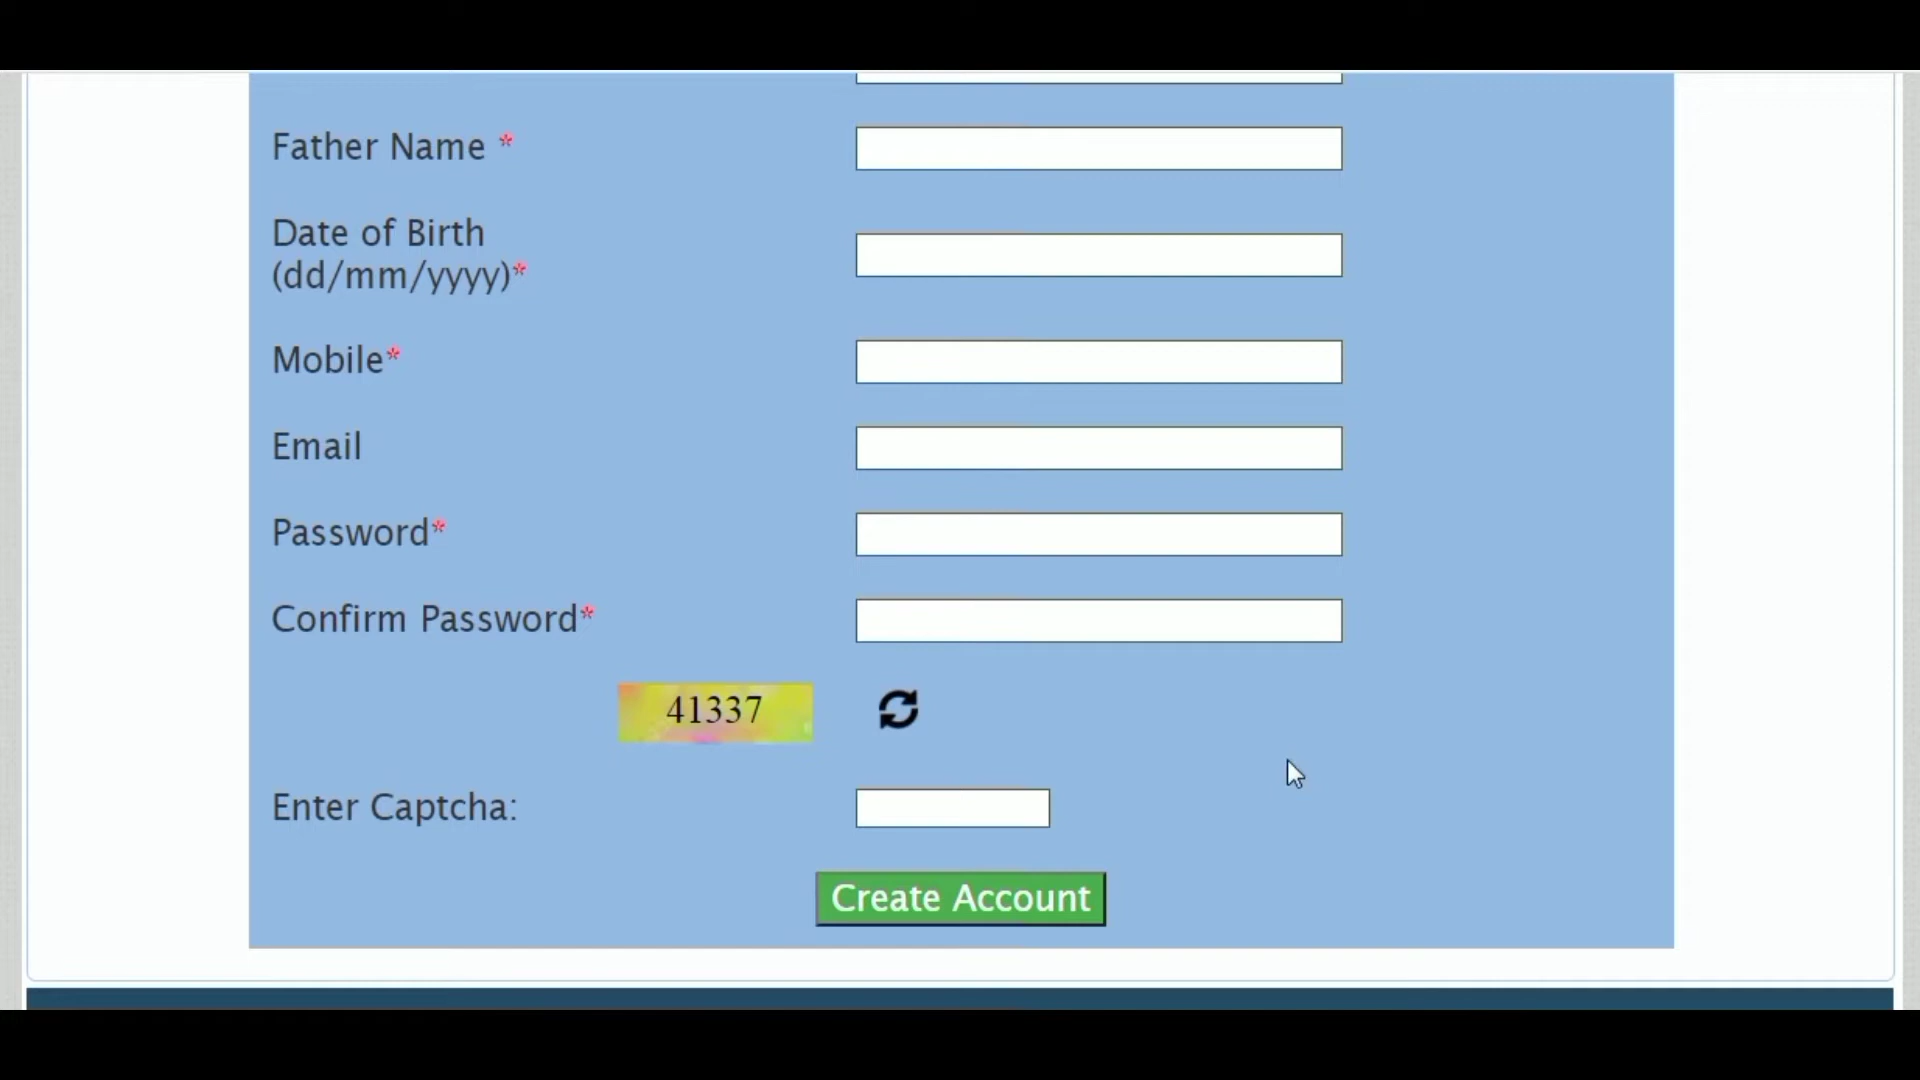 Father Name *
Date of Birth
(dd/mm/yyyy)*
Mobile*
Email
Password*
Confirm Password*
41337
Enter Captcha:
Create Account